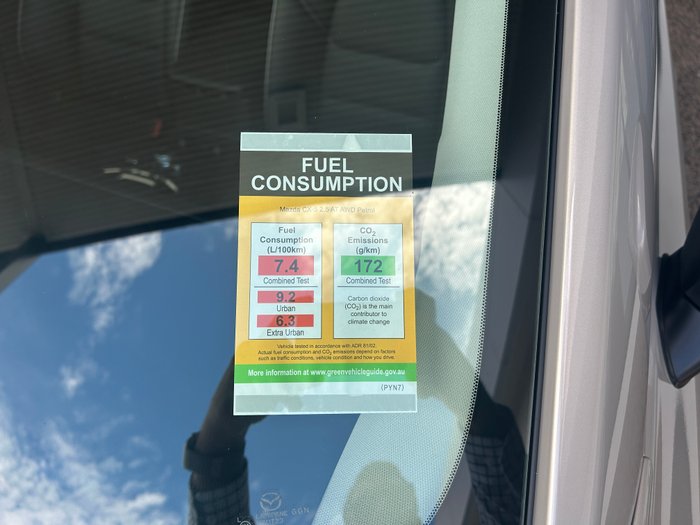 FUEL
CONSUMPTION
Mazda CX-5 2.5 AT AWD Petrol
Fuel
Consumption
(L/100km)
7.4
Combined Test
9.2
Urban
6.3
Extra Urban
CO2
Emissions
(g/km)
172
Combined Test
Carbon dioxide
(CO2) is the main
contributor to
climate change
Vehicle tested in accordance with ADR 81/02.
Actual fuel consumption and CO2 emissions depend on factors
such as traffic conditions, vehicle condition and how you drive.
More information at www.greenvehicleguide.gov.au
(PYN7)